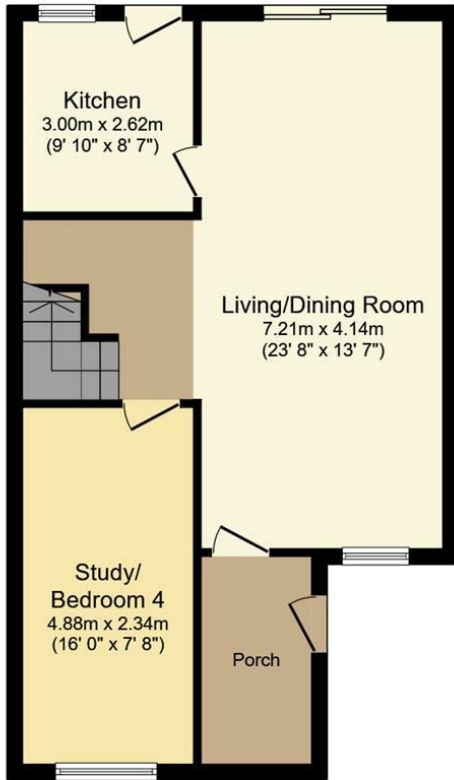 Kitchen
3.00m x 2.62m
(9' 10" x 8' 7")
Living/Dining Room
7.21m x 4.14m
(23' 8" x 13' 7")
Study/
Bedroom 4
4.88m x 2.34m
(16' 0" x 7' 8")
Porch